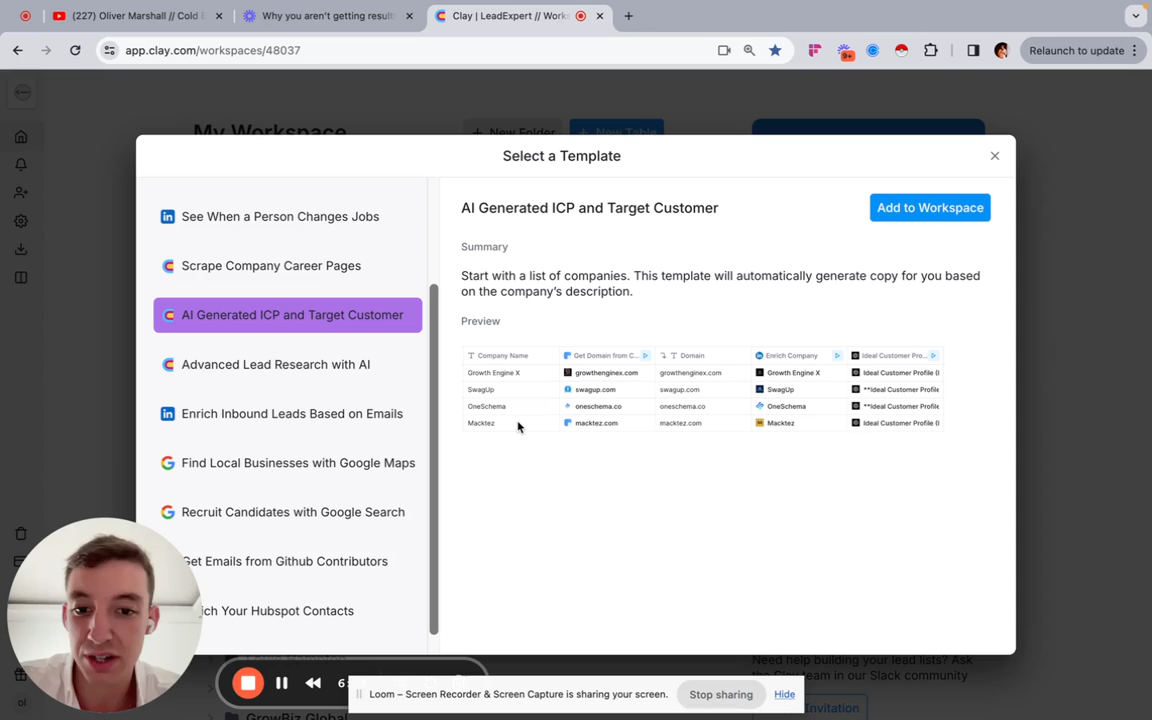 (227) Oliver Marshall // Cold E
Why you aren't getting result
Clay | LeadExpert // Works
app.clay.com/workspaces/48037
9+
Relaunch to update
My Workspace
+ New Folder
+ New Table
Select a Template
See When a Person Changes Jobs
Scrape Company Career Pages
AI Generated ICP and Target Customer
Advanced Lead Research with AI
Enrich Inbound Leads Based on Emails
Find Local Businesses with Google Maps
Recruit Candidates with Google Search
Get Emails from Github Contributors
ich Your Hubspot Contacts
AI Generated ICP and Target Customer
Add to Workspace
Summary
Start with a list of companies. This template will automatically generate copy for you based
on the company's description.
Preview
Company Name Get Domain from C... Domain Enrich Company Ideal Customer Pro...
Growth Engine X growthenginex.com growthenginex.com Growth Engine X Ideal Customer Profile (I
SwagUp swagup.com swagup.com SwagUp **Ideal Customer Profile
OneSchema oneschema.co oneschema.co OneSchema **Ideal Customer Profile
Macktez macktez.com macktez.com Macktez Ideal Customer Profile (I
Need help building your lead lists? Ask
the Clay team in our Slack community
Invitation
6:
Loom – Screen Recorder & Screen Capture is sharing your screen.
Stop sharing
Hide
ol
GrowBiz Global